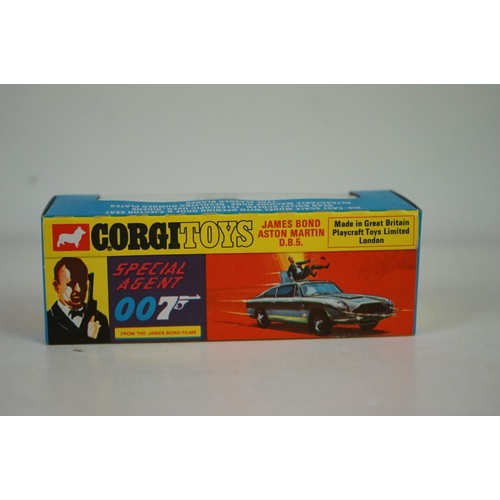 CORGI TOYS
JAMES BOND
ASTON MARTIN
D.B.5.
Made in Great Britain
Playcraft Toys Limited
London
SPECIAL
AGENT
007
FROM THE JAMES BOND FILMS